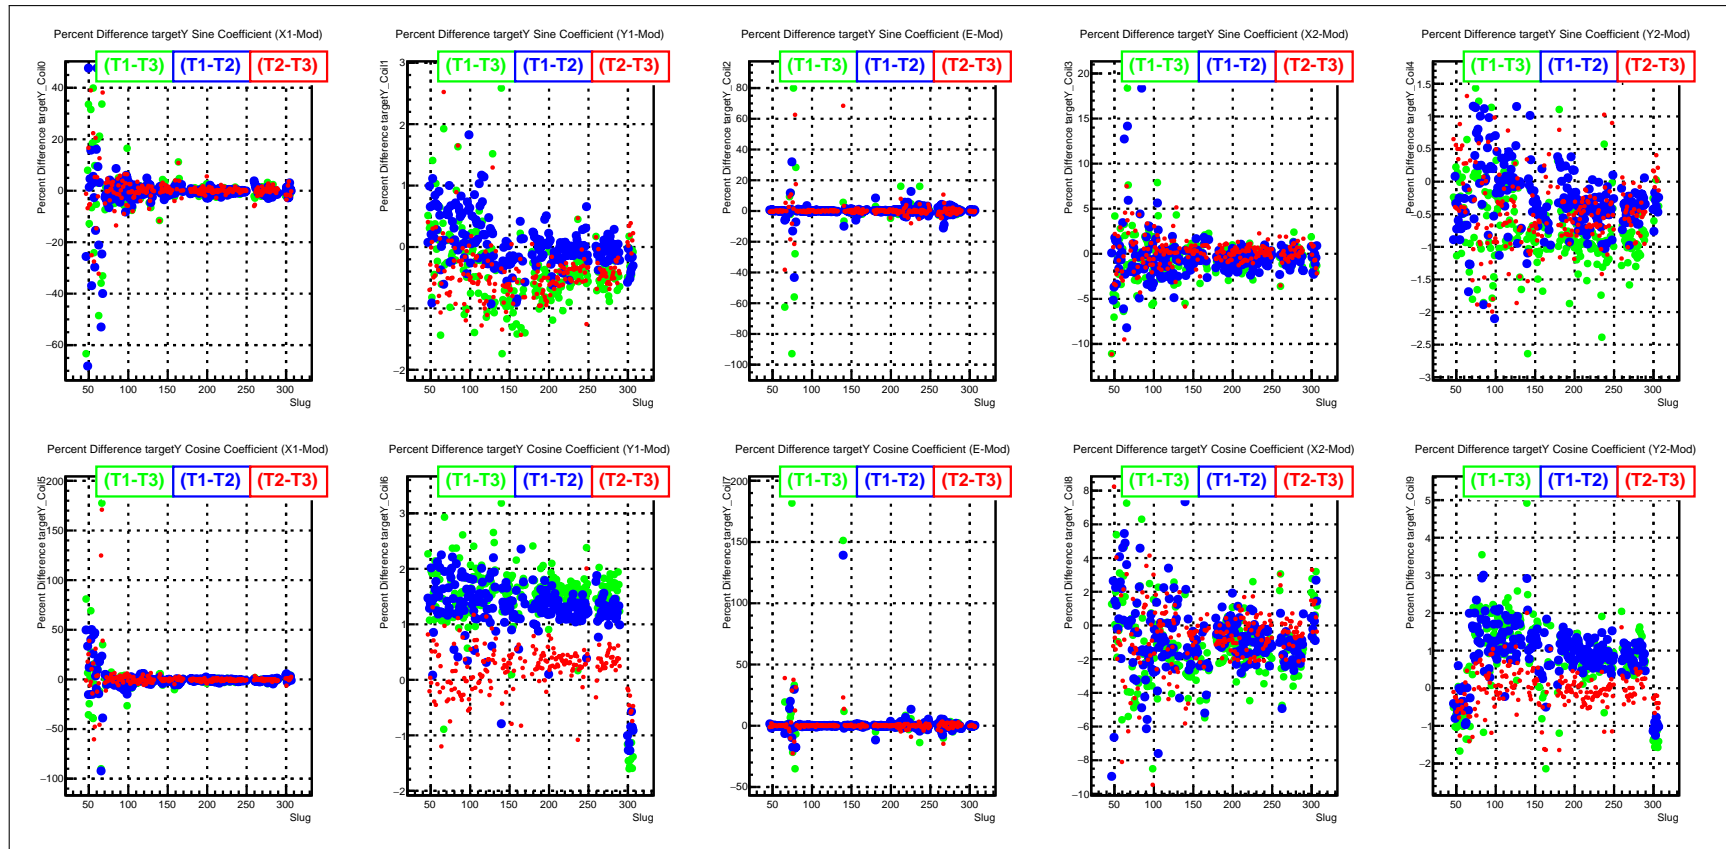 Percent Difference targetY Sine Coefficient (X1-Mod)
(T1-T3) (T1-T2) (T2-T3)
Percent Difference targetY_Coil0
40
20
0
−20
−40
−60
50 100 150 200 250 300
Slug
Percent Difference targetY Sine Coefficient (Y1-Mod)
(T1-T3) (T1-T2) (T2-T3)
Percent Difference targetY_Coil1
3
2
1
0
−1
−2
50 100 150 200 250 300
Slug
Percent Difference targetY Sine Coefficient (E-Mod)
(T1-T3) (T1-T2) (T2-T3)
Percent Difference targetY_Coil2
80
60
40
20
0
−20
−40
−60
−80
−100
50 100 150 200 250 300
Slug
Percent Difference targetY Sine Coefficient (X2-Mod)
(T1-T3) (T1-T2) (T2-T3)
Percent Difference targetY_Coil3
20
15
10
5
0
−5
−10
50 100 150 200 250 300
Slug
Percent Difference targetY Sine Coefficient (Y2-Mod)
(T1-T3) (T1-T2) (T2-T3)
Percent Difference targetY_Coil4
1.5
1
0.5
0
−0.5
−1
−1.5
−2
−2.5
−3
50 100 150 200 250 300
Slug
Percent Difference targetY Cosine Coefficient (X1-Mod)
(T1-T3) (T1-T2) (T2-T3)
Percent Difference targetY_Coil5
200
150
100
50
0
−50
−100
50 100 150 200 250 300
Slug
Percent Difference targetY Cosine Coefficient (Y1-Mod)
(T1-T3) (T1-T2) (T2-T3)
Percent Difference targetY_Coil6
3
2
1
0
−1
−2
50 100 150 200 250 300
Slug
Percent Difference targetY Cosine Coefficient (E-Mod)
(T1-T3) (T1-T2) (T2-T3)
Percent Difference targetY_Coil7
200
150
100
50
0
−50
50 100 150 200 250 300
Slug
Percent Difference targetY Cosine Coefficient (X2-Mod)
(T1-T3) (T1-T2) (T2-T3)
Percent Difference targetY_Coil8
8
6
4
2
0
−2
−4
−6
−8
−10
50 100 150 200 250 300
Slug
Percent Difference targetY Cosine Coefficient (Y2-Mod)
(T1-T3) (T1-T2) (T2-T3)
Percent Difference targetY_Coil9
5
4
3
2
1
0
−1
−2
50 100 150 200 250 300
Slug